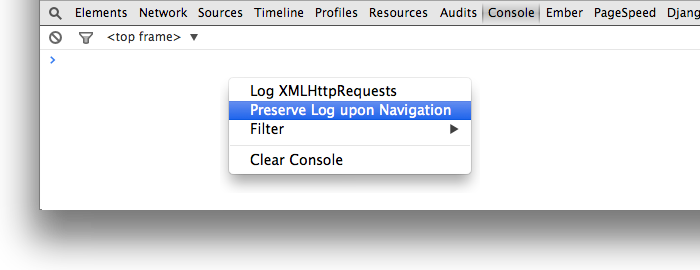 Elements Network Sources Timeline Profiles Resources Audits Console Ember PageSpeed
<top frame> ▼
>
Log XMLHttpRequests
Preserve Log upon Navigation
Filter ▶
Clear Console